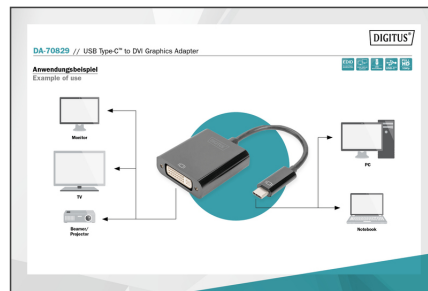 DIGITUS®
DA-70829 // USB Type-C™ to DVI Graphics Adapter
Anwendungsbeispiel
Example of use
Monitor
TV
Beamer/
Projector
PC
Notebook